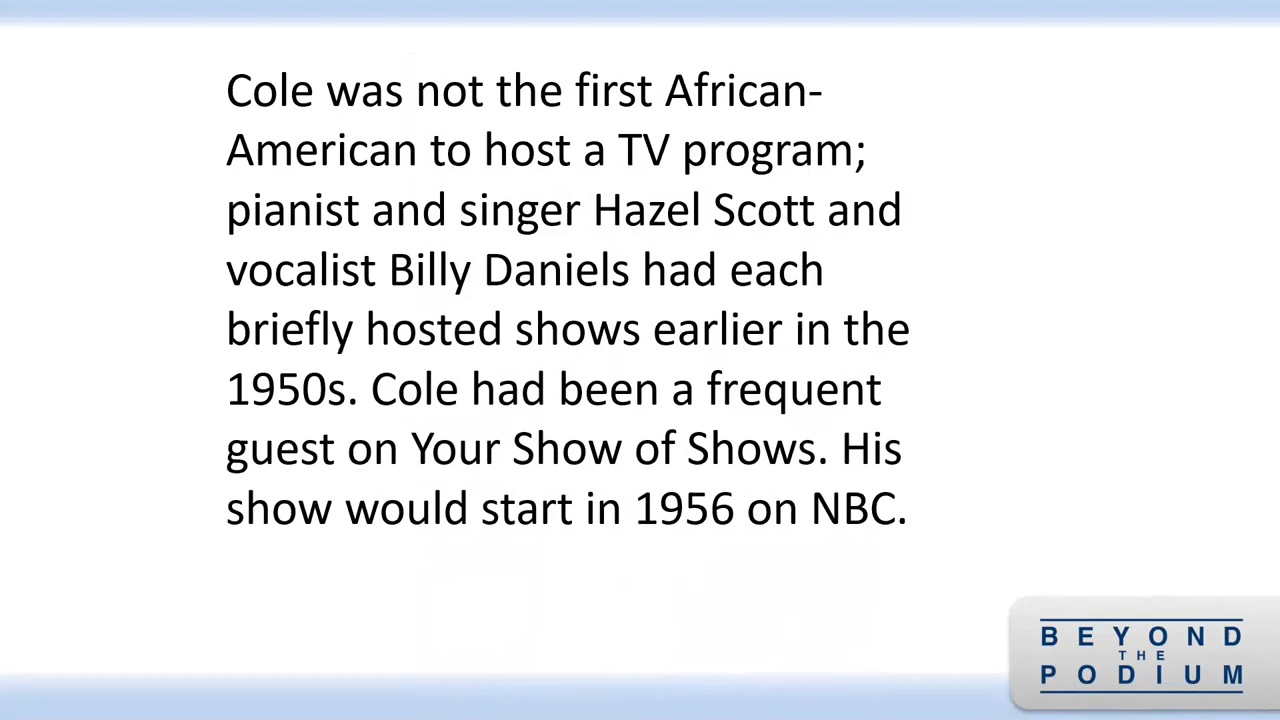 Cole was not the first African-
American to host a TV program;
pianist and singer Hazel Scott and
vocalist Billy Daniels had each
briefly hosted shows earlier in the
1950s. Cole had been a frequent
guest on Your Show of Shows. His
show would start in 1956 on NBC.
BEYOND
THE
PODIUM